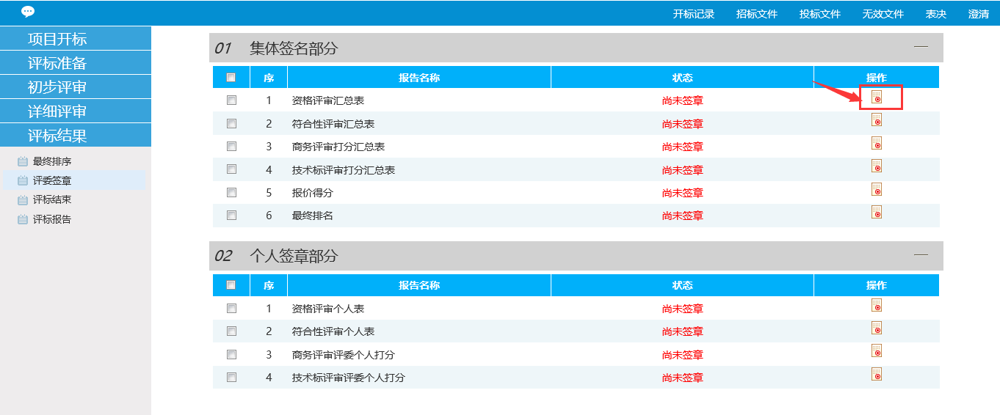 开标记录 招标文件 投标文件 无效文件 表决 澄清
项目开标
评标准备
初步评审
详细评审
评标结果
最终排序
评委签章
评标结束
评标报告
01 集体签名部分
序 报告名称 状态 操作
1 资格评审汇总表 尚未签章
2 符合性评审汇总表 尚未签章
3 商务评审打分汇总表 尚未签章
4 技术标评审打分汇总表 尚未签章
5 报价得分 尚未签章
6 最终排名 尚未签章
02 个人签章部分
序 报告名称 状态 操作
1 资格评审个人表 尚未签章
2 符合性评审个人表 尚未签章
3 商务评审评委个人打分 尚未签章
4 技术标评审评委个人打分 尚未签章